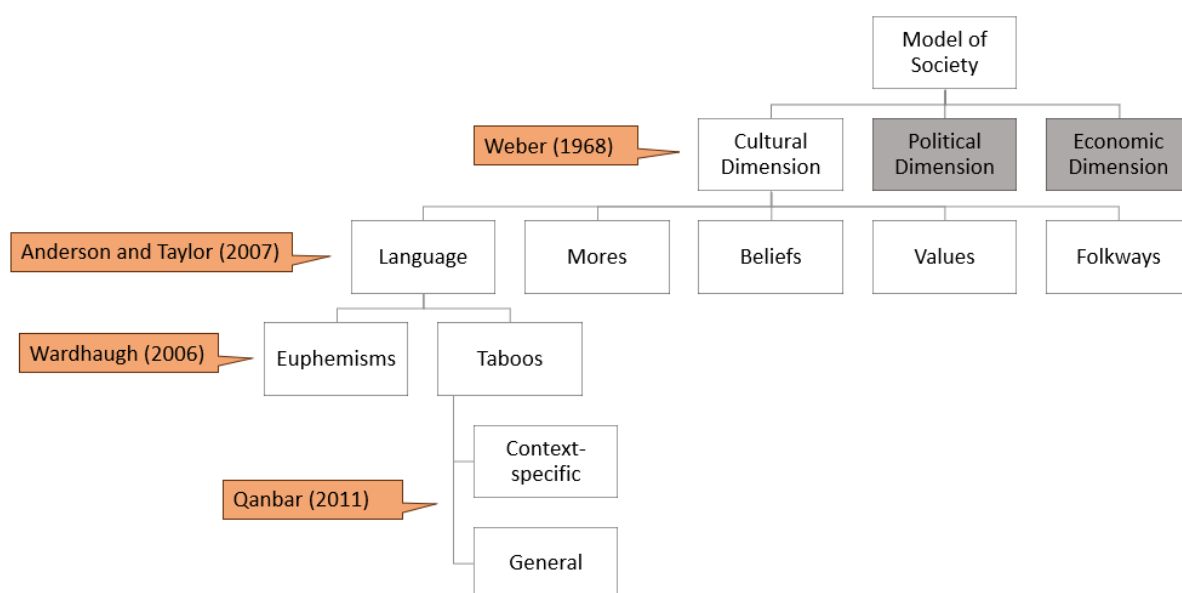 Model of
Society
Weber (1968)
Cultural
Dimension
Political
Dimension
Economic
Dimension
Anderson and Taylor (2007)
Language
Mores
Beliefs
Values
Folkways
Wardhaugh (2006)
Euphemisms
Taboos
Context-
specific
Qanbar (2011)
General